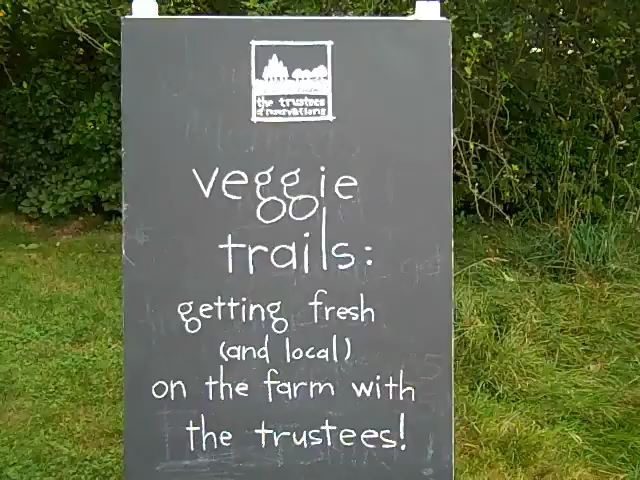 the trustees
of reservations
veggie
trails:
getting fresh
(and local)
on the farm with
the trustees!